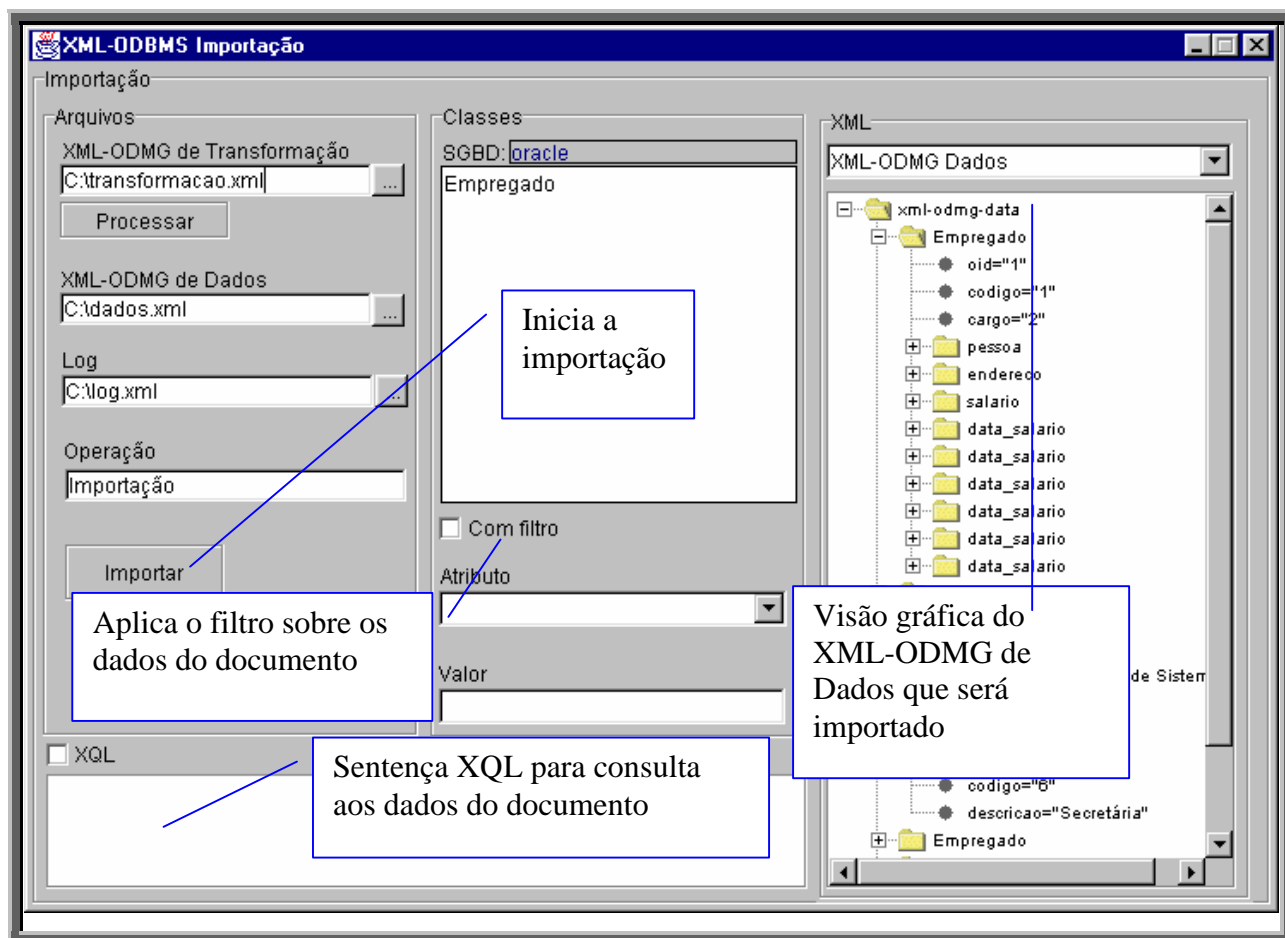 XML-ODBMS Importação
Importação
Arquivos
XML-ODMG de Transformação
C:\transformacao.xml
...
Processar
XML-ODMG de Dados
C:\dados.xml
...
Log
C:\log.xml
...
Operação
Importação
Importar
Aplica o filtro sobre os
dados do documento
Classes
SGBD: oracle
Empregado
Inicia a
importação
Com filtro
Atributo
Valor
XQL
Sentença XQL para consulta
aos dados do documento
XML
XML-ODMG Dados
xml-odmg-data
Empregado
oid="1"
codigo="1"
cargo="2"
pessoa
endereco
salario
data_salario
data_salario
data_salario
data_salario
data_salario
data_salario
Visão gráfica do
XML-ODMG de
Dados que será
importado
de Sistem
codigo="6"
descricao="Secretária"
Empregado